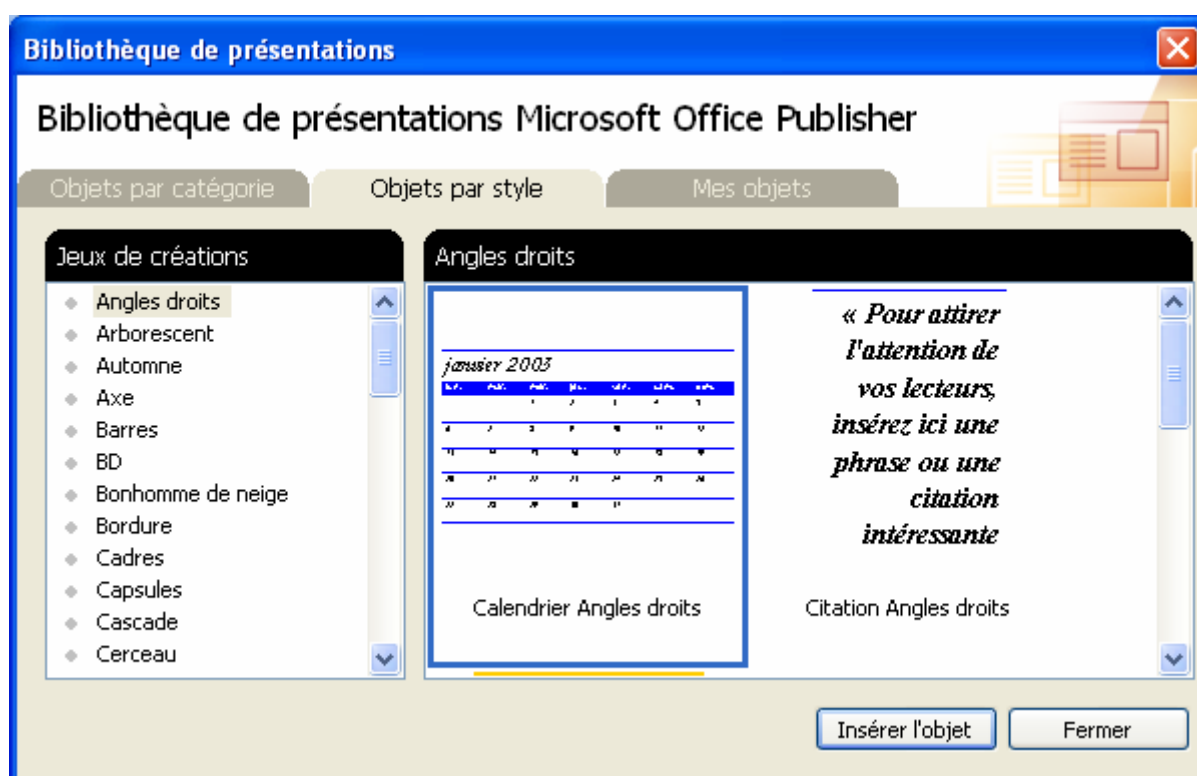 Bibliothèque de présentations
Bibliothèque de présentations Microsoft Office Publisher
Objets par catégorie
Objets par style
Mes objets
Jeux de créations
Angles droits
Arborescent
Automne
Axe
Barres
BD
Bonhomme de neige
Bordure
Cadres
Capsules
Cascade
Cerceau
Angles droits
janvier 2003
Calendrier Angles droits
« Pour attirer
l'attention de
vos lecteurs,
insérez ici une
phrase ou une
citation
intéressante
Citation Angles droits
Insérer l'objet
Fermer